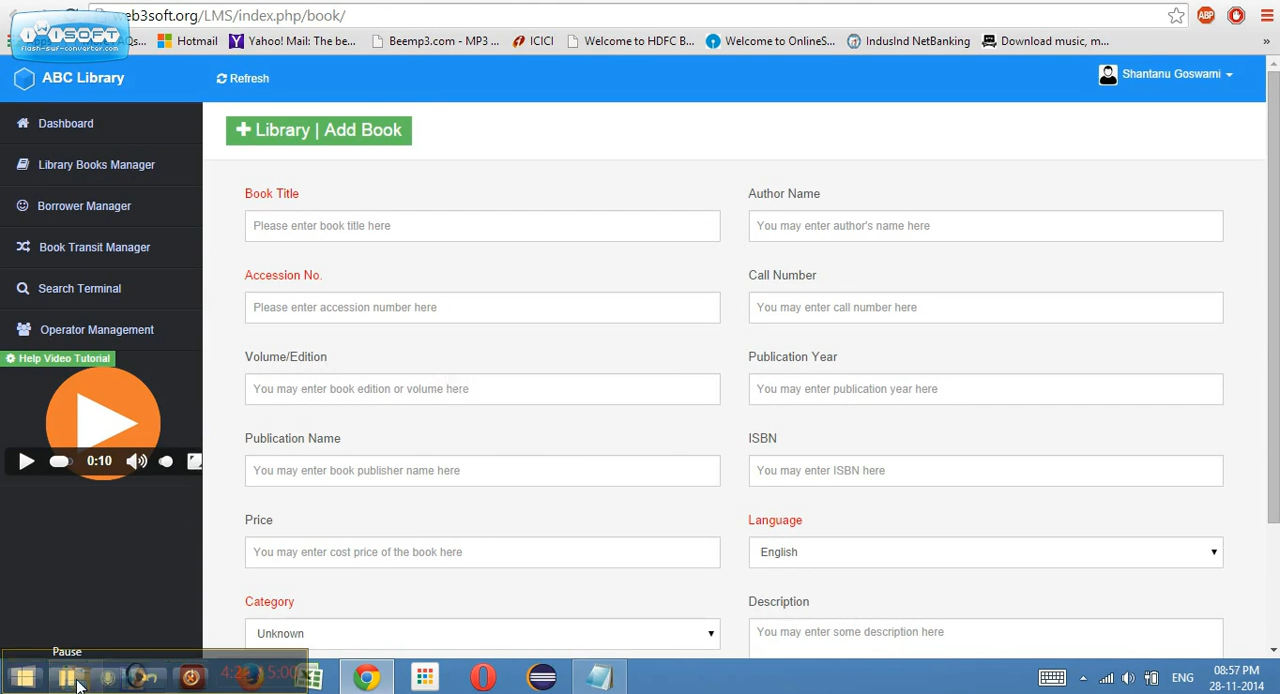 web3soft.org/LMS/index.php/book/
ABP
iWiSOFT
flash-swf-converter.com
Hotmail
Yahoo! Mail: The be...
Beemp3.com - MP3 ...
ICICI
Welcome to HDFC B...
Welcome to OnlineS...
IndusInd NetBanking
Download music, m...
»
ABC Library
Refresh
Shantanu Goswami
Dashboard
Library Books Manager
Borrower Manager
Book Transit Manager
Search Terminal
Operator Management
Help Video Tutorial
0:10
Library | Add Book
Book Title
Author Name
Please enter book title here
You may enter author's name here
Accession No.
Call Number
Please enter accession number here
You may enter call number here
Volume/Edition
Publication Year
You may enter book edition or volume here
You may enter publication year here
Publication Name
ISBN
You may enter book publisher name here
You may enter ISBN here
Price
Language
You may enter cost price of the book here
English
Category
Description
Unknown
You may enter some description here
Pause
ENG
08:57 PM
28-11-2014